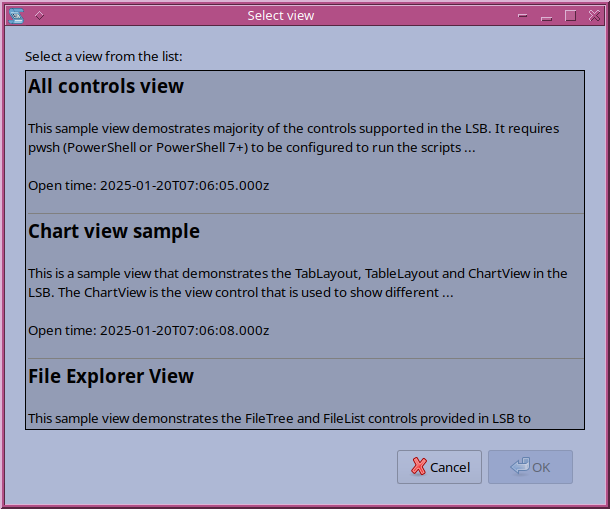 Select view
Select a view from the list:
All controls view
This sample view demostrates majority of the controls supported in the LSB. It requires
pwsh (PowerShell or PowerShell 7+) to be configured to run the scripts ...
Open time: 2025-01-20T07:06:05.000z
Chart view sample
This is a sample view that demonstrates the TabLayout, TableLayout and ChartView in the
LSB. The ChartView is the view control that is used to show different ...
Open time: 2025-01-20T07:06:08.000z
File Explorer View
This sample view demonstrates the FileTree and FileList controls provided in LSB to
Cancel
OK